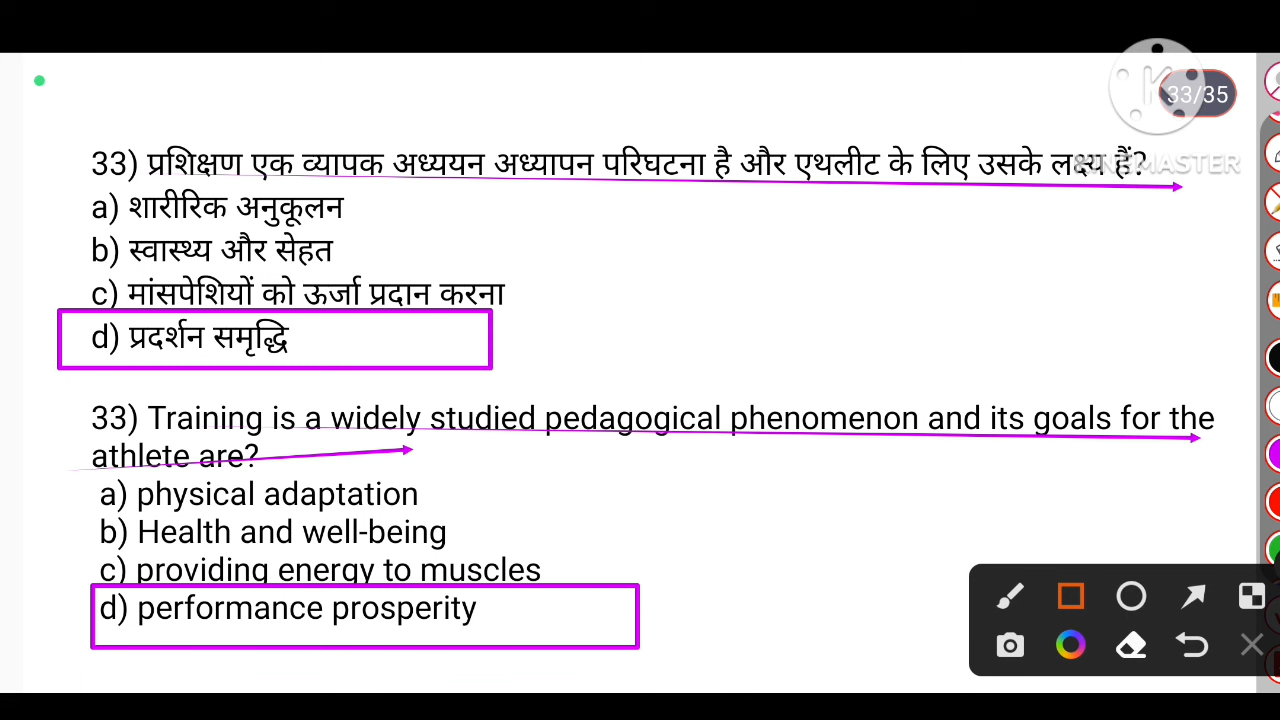 33/35
KINEMASTER
33) प्रशिक्षण एक व्यापक अध्ययन अध्यापन परिघटना है और एथलीट के लिए उसके लक्ष्य हैं?
a) शारीरिक अनुकूलन
b) स्वास्थ्य और सेहत
c) मांसपेशियों को ऊर्जा प्रदान करना
d) प्रदर्शन समृद्धि
33) Training is a widely studied pedagogical phenomenon and its goals for the
athlete are?
a) physical adaptation
b) Health and well-being
c) providing energy to muscles
d) performance prosperity